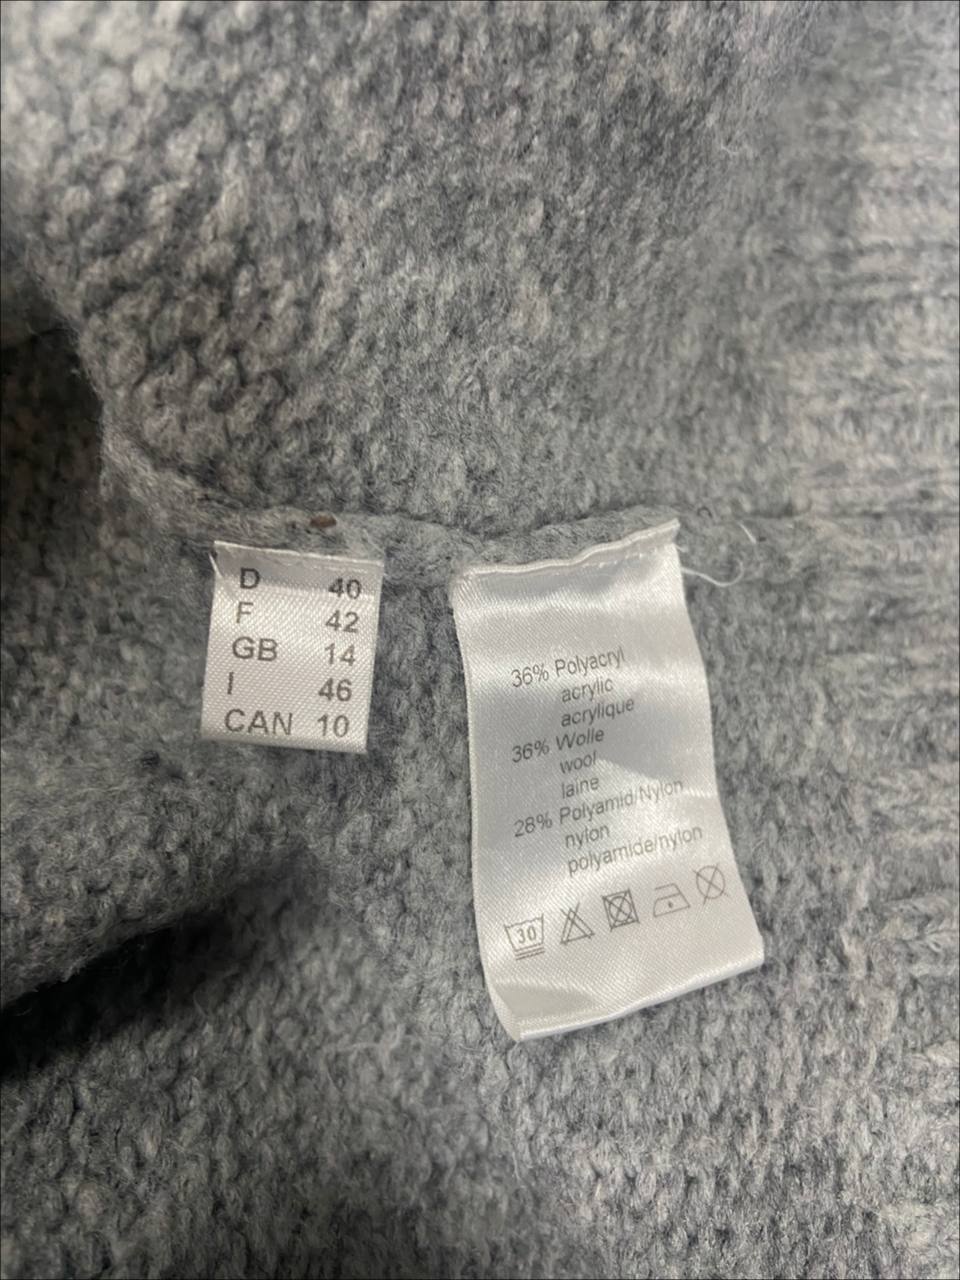 D 40
F 42
GB 14
I 46
CAN 10
36% Polyacryl
acrylic
acrylique
36% Wolle
wool
laine
28% Polyamid/Nylon
nylon
polyamide/nylon
30